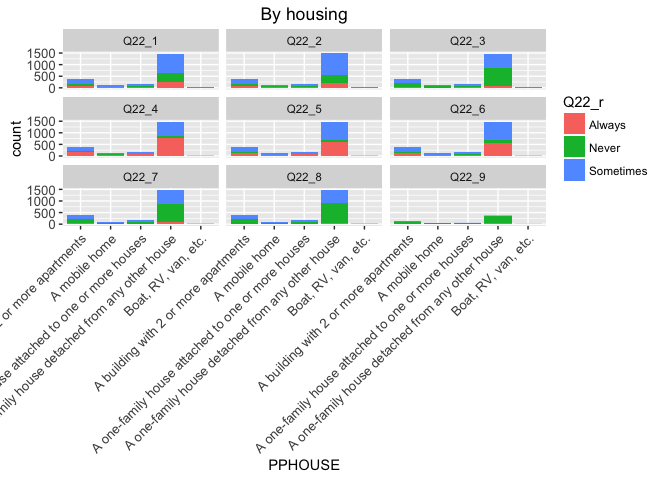 By housing
Q22_1
Q22_2
Q22_3
1500
1000
500
0
Q22_4
Q22_5
Q22_6
1500
1000
500
0
Q22_7
Q22_8
Q22_9
1500
1000
500
0
count
Q22_r
Always
Never
Sometimes
2 or more apartments
A mobile home
attached to one or more houses
family house detached from any other house
Boat, RV, van, etc.
A building with 2 or more apartments
A mobile home
A one-family house attached to one or more houses
A one-family house detached from any other house
Boat, RV, van, etc.
A building with 2 or more apartments
A mobile home
A one-family house attached to one or more houses
A one-family house detached from any other house
Boat, RV, van, etc.
PPHOUSE